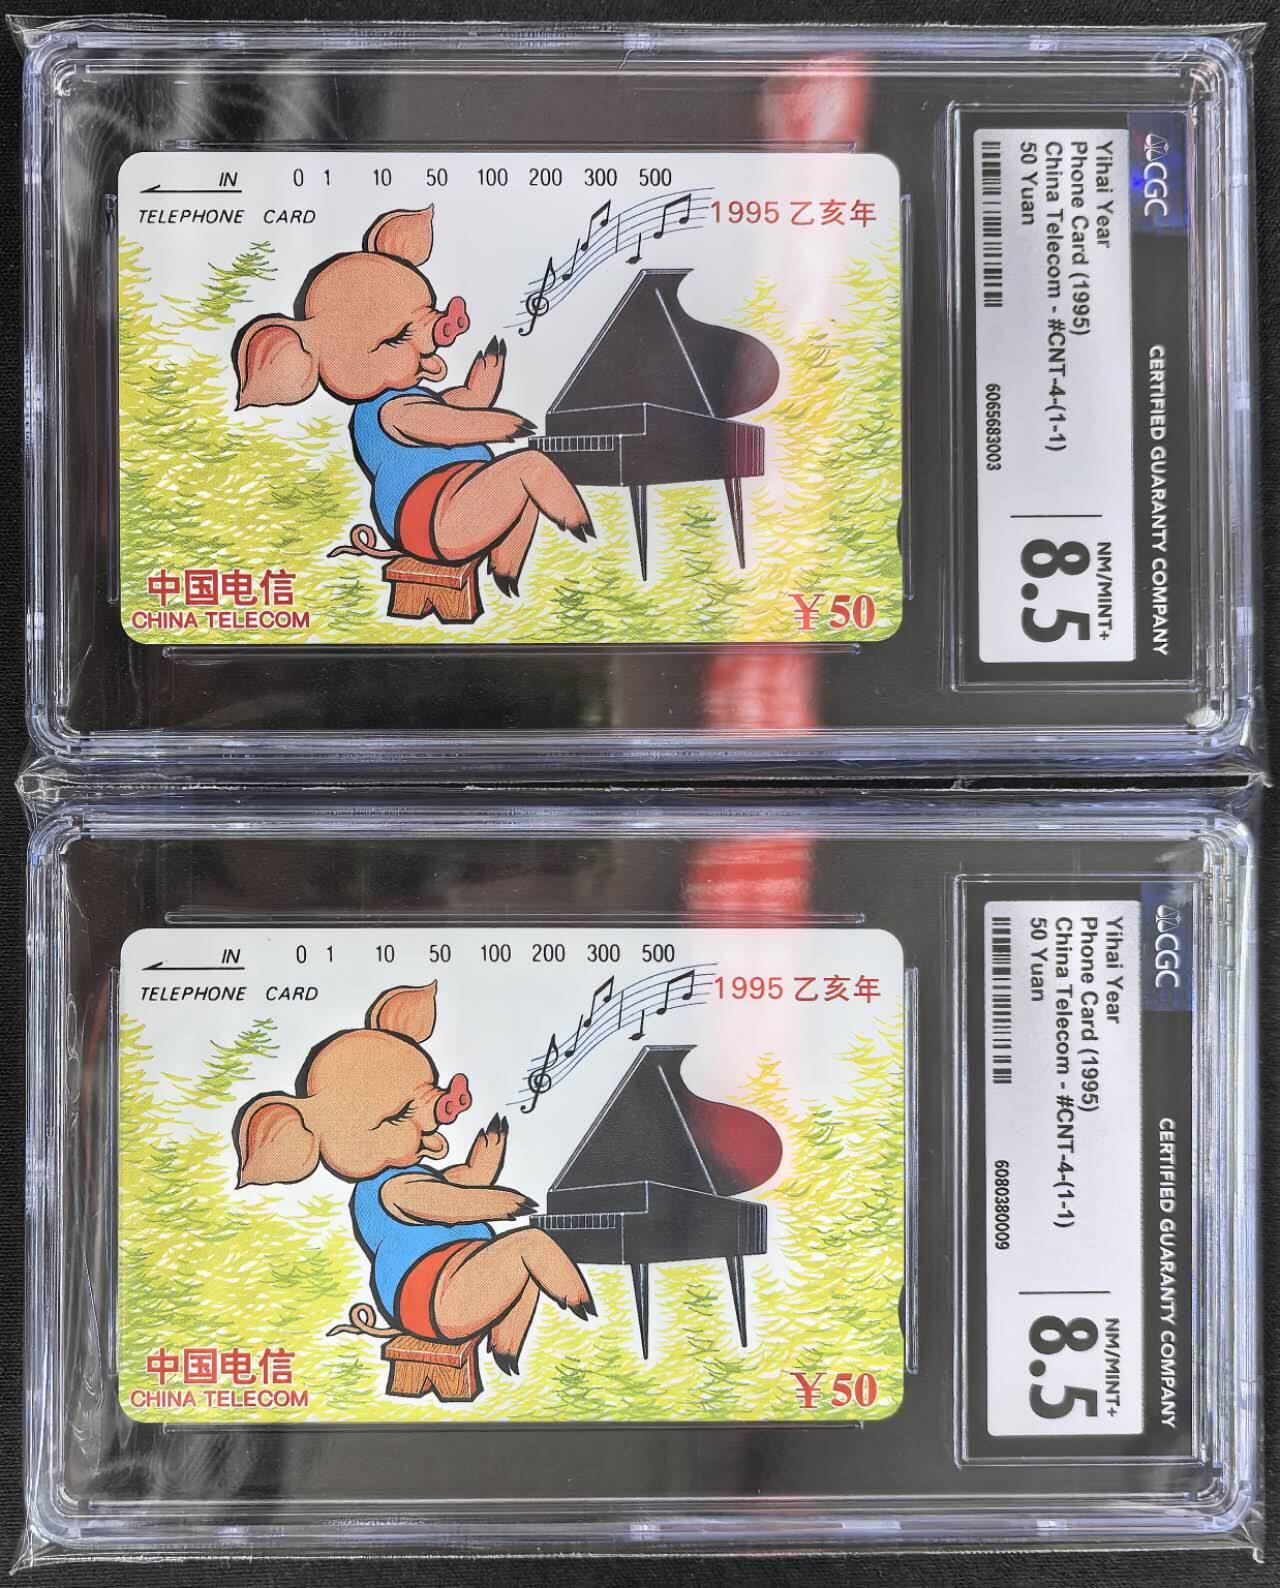 IN 0 1 10 50 100 200 300 500
TELEPHONE CARD
1995 乙亥年
中国电信
CHINA TELECOM
¥50
CGC
CERTIFIED GUARANTY COMPANY
Yihai Year
Phone Card (1995)
China Telecom - #CNT-4-(1-1)
50 Yuan
6065683003
NM/MINT+
8.5
IN 0 1 10 50 100 200 300 500
TELEPHONE CARD
1995 乙亥年
中国电信
CHINA TELECOM
¥50
CGC
CERTIFIED GUARANTY COMPANY
Yihai Year
Phone Card (1995)
China Telecom - #CNT-4-(1-1)
50 Yuan
6080380009
NM/MINT+
8.5